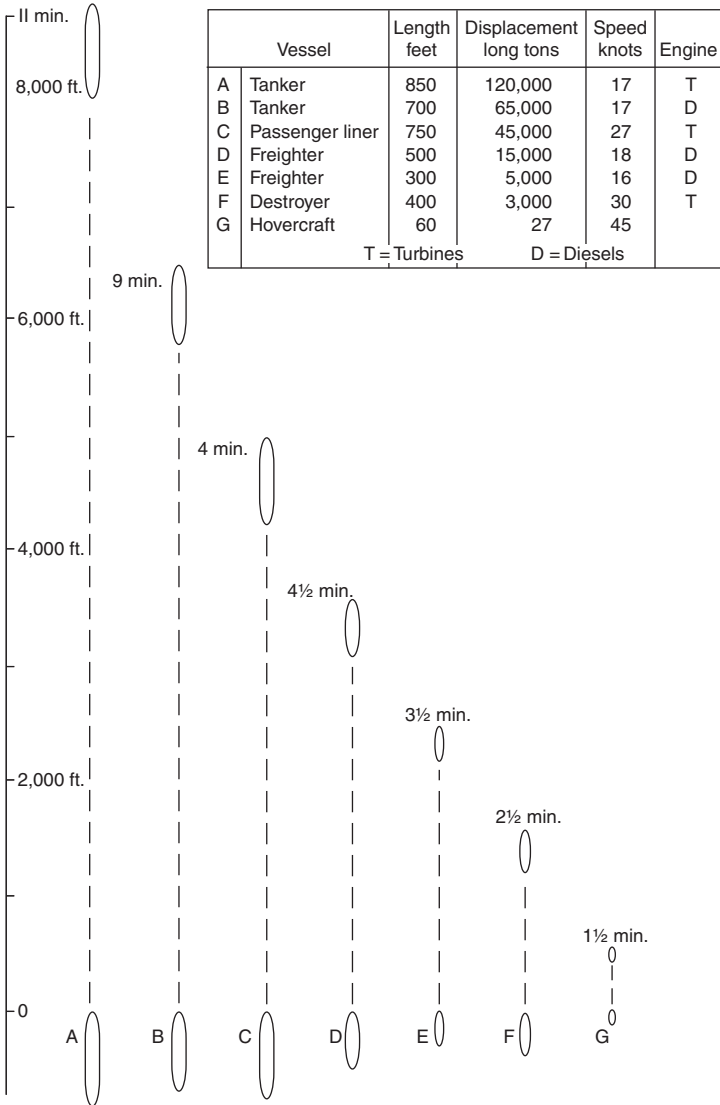 II min.
8,000 ft.
Vessel Length feet Displacement long tons Speed knots Engine
A Tanker 850 120,000 17 T
B Tanker 700 65,000 17 D
C Passenger liner 750 45,000 27 T
D Freighter 500 15,000 18 D
E Freighter 300 5,000 16 D
F Destroyer 400 3,000 30 T
G Hovercraft 60 27 45
T = Turbines D = Diesels
9 min.
6,000 ft.
4 min.
4,000 ft.
4½ min.
3½ min.
2,000 ft.
2½ min.
1½ min.
0
A B C D E F G